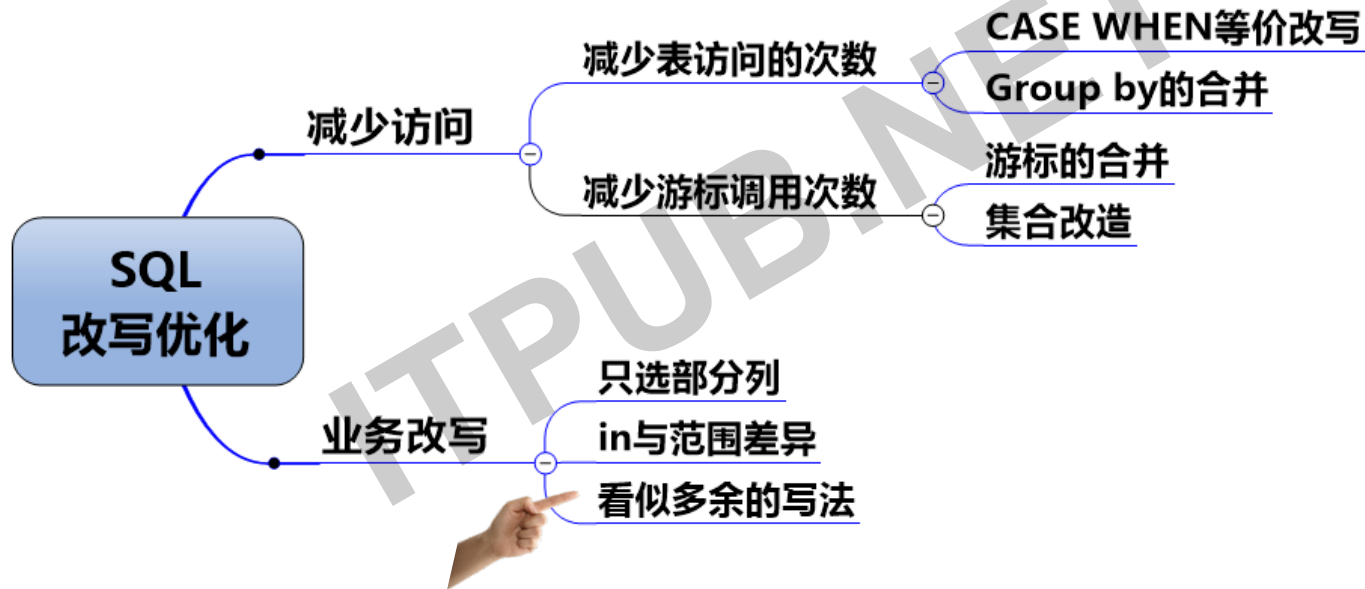 SQL
改写优化
减少访问
减少表访问的次数
CASE WHEN等价改写
Group by的合并
减少游标调用次数
游标的合并
集合改造
业务改写
只选部分列
in与范围差异
看似多余的写法
ITPUB.NET